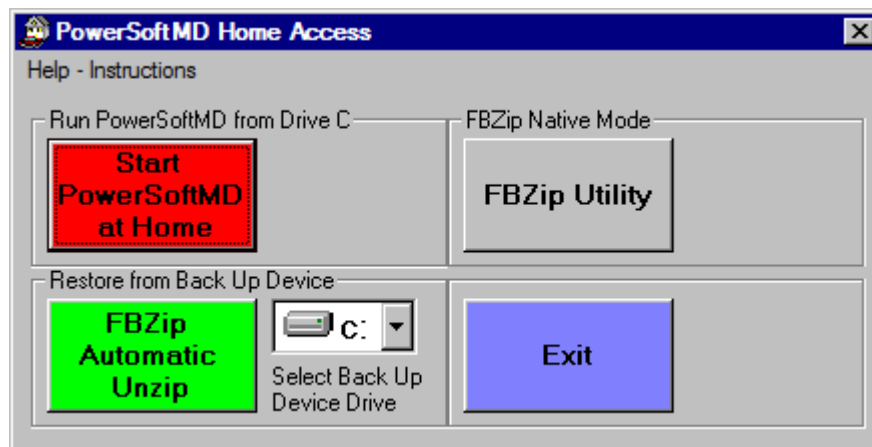 PowerSoftMD Home Access
Help - Instructions
Run PowerSoftMD from Drive C
Start
PowerSoftMD
at Home
FBZip Native Mode
FBZip Utility
Restore from Back Up Device
FBZip
Automatic
Unzip
c:
Select Back Up
Device Drive
Exit